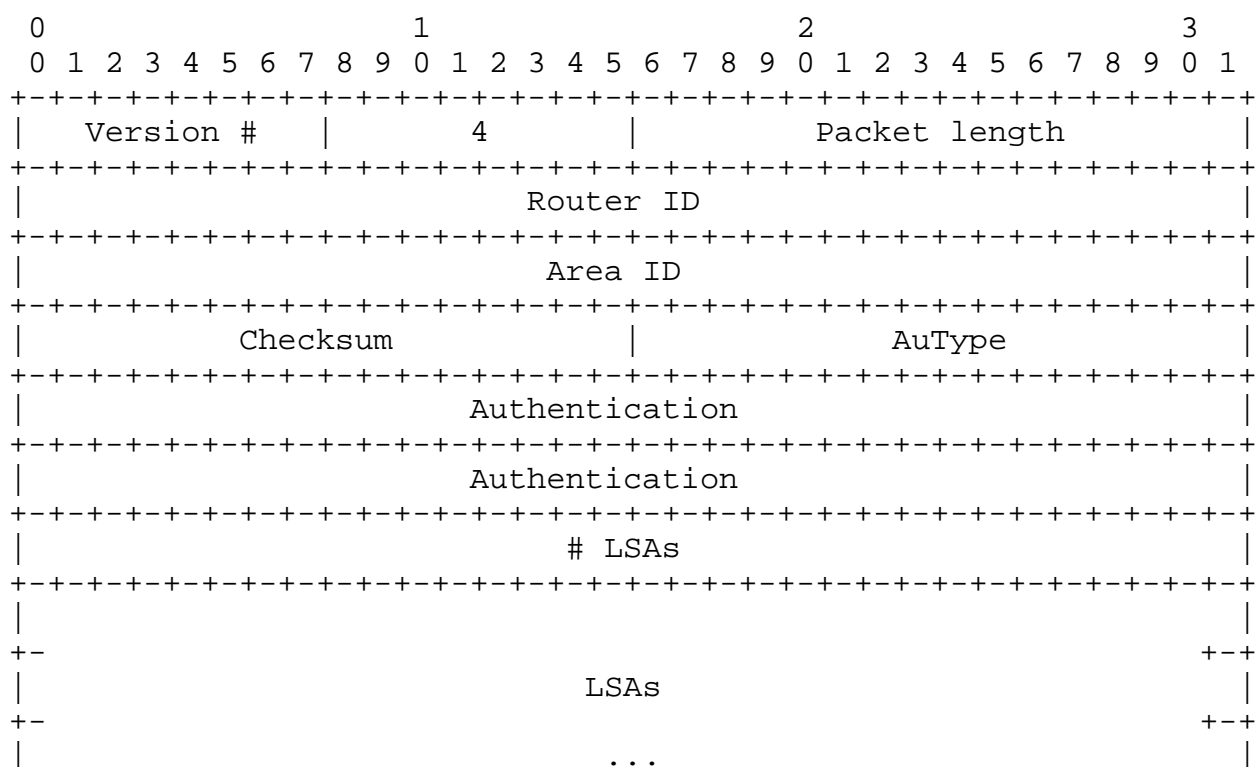 0                   1                   2                   3
 0 1 2 3 4 5 6 7 8 9 0 1 2 3 4 5 6 7 8 9 0 1 2 3 4 5 6 7 8 9 0 1
+-+-+-+-+-+-+-+-+-+-+-+-+-+-+-+-+-+-+-+-+-+-+-+-+-+-+-+-+-+-+-+-+
|   Version #   |       4       |         Packet length         |
+-+-+-+-+-+-+-+-+-+-+-+-+-+-+-+-+-+-+-+-+-+-+-+-+-+-+-+-+-+-+-+-+
|                          Router ID                            |
+-+-+-+-+-+-+-+-+-+-+-+-+-+-+-+-+-+-+-+-+-+-+-+-+-+-+-+-+-+-+-+-+
|                           Area ID                             |
+-+-+-+-+-+-+-+-+-+-+-+-+-+-+-+-+-+-+-+-+-+-+-+-+-+-+-+-+-+-+-+-+
|           Checksum            |             AuType            |
+-+-+-+-+-+-+-+-+-+-+-+-+-+-+-+-+-+-+-+-+-+-+-+-+-+-+-+-+-+-+-+-+
|                       Authentication                          |
+-+-+-+-+-+-+-+-+-+-+-+-+-+-+-+-+-+-+-+-+-+-+-+-+-+-+-+-+-+-+-+-+
|                       Authentication                          |
+-+-+-+-+-+-+-+-+-+-+-+-+-+-+-+-+-+-+-+-+-+-+-+-+-+-+-+-+-+-+-+-+
|                            # LSAs                             |
+-+-+-+-+-+-+-+-+-+-+-+-+-+-+-+-+-+-+-+-+-+-+-+-+-+-+-+-+-+-+-+-+
|                                                               |
+-                                                            +-+
|                             LSAs                              |
+-                                                            +-+
|                              ...                              |